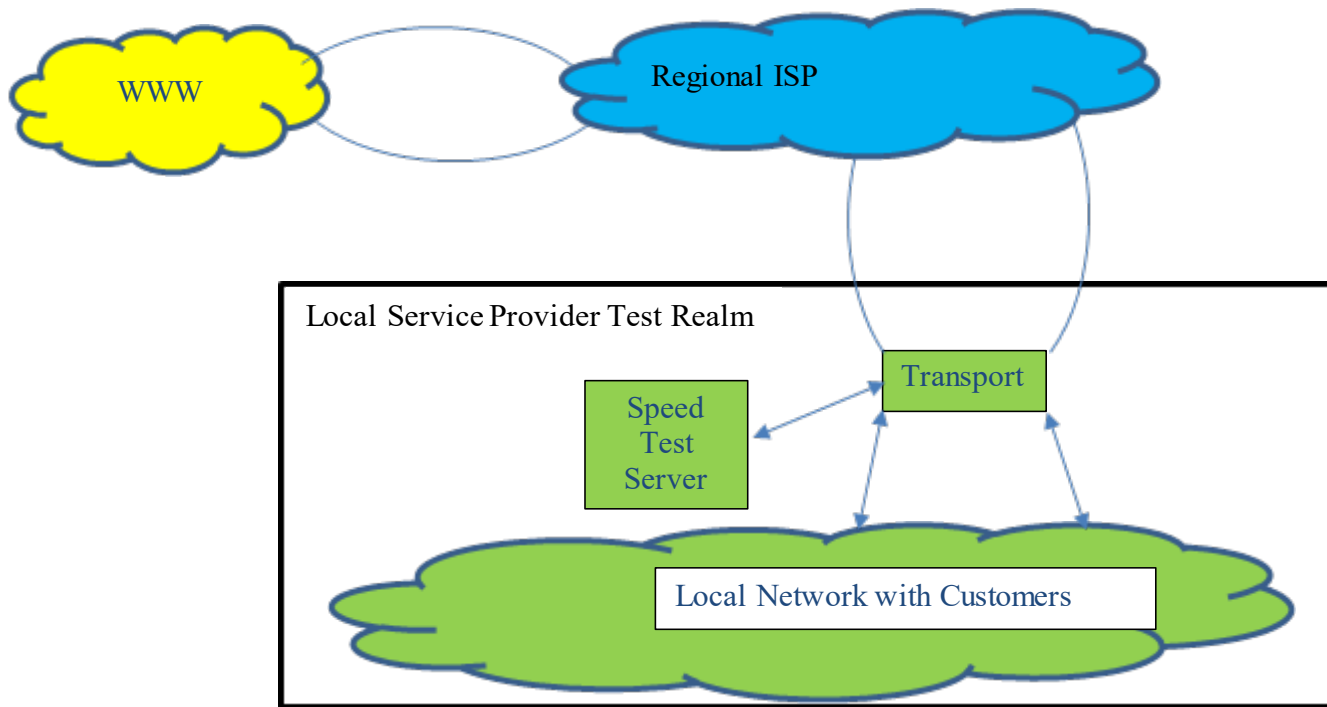 WWW
Regional ISP
Local Service Provider Test Realm
Transport
Speed
Test
Server
Local Network with Customers